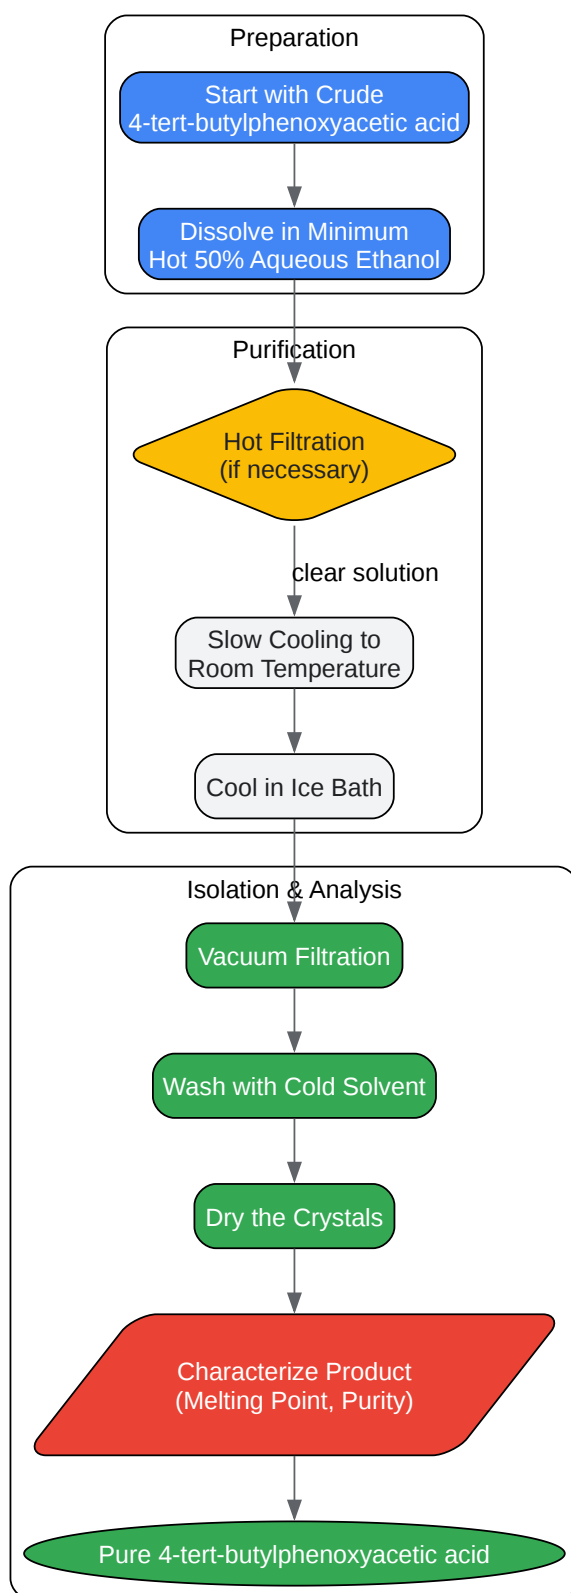 Preparation
Start with Crude
4-tert-butylphenoxyacetic acid
Dissolve in Minimum
Hot 50% Aqueous Ethanol
Purification
Hot Filtration
(if necessary)
clear solution
Slow Cooling to
Room Temperature
Cool in Ice Bath
Isolation & Analysis
Vacuum Filtration
Wash with Cold Solvent
Dry the Crystals
Characterize Product
(Melting Point, Purity)
Pure 4-tert-butylphenoxyacetic acid